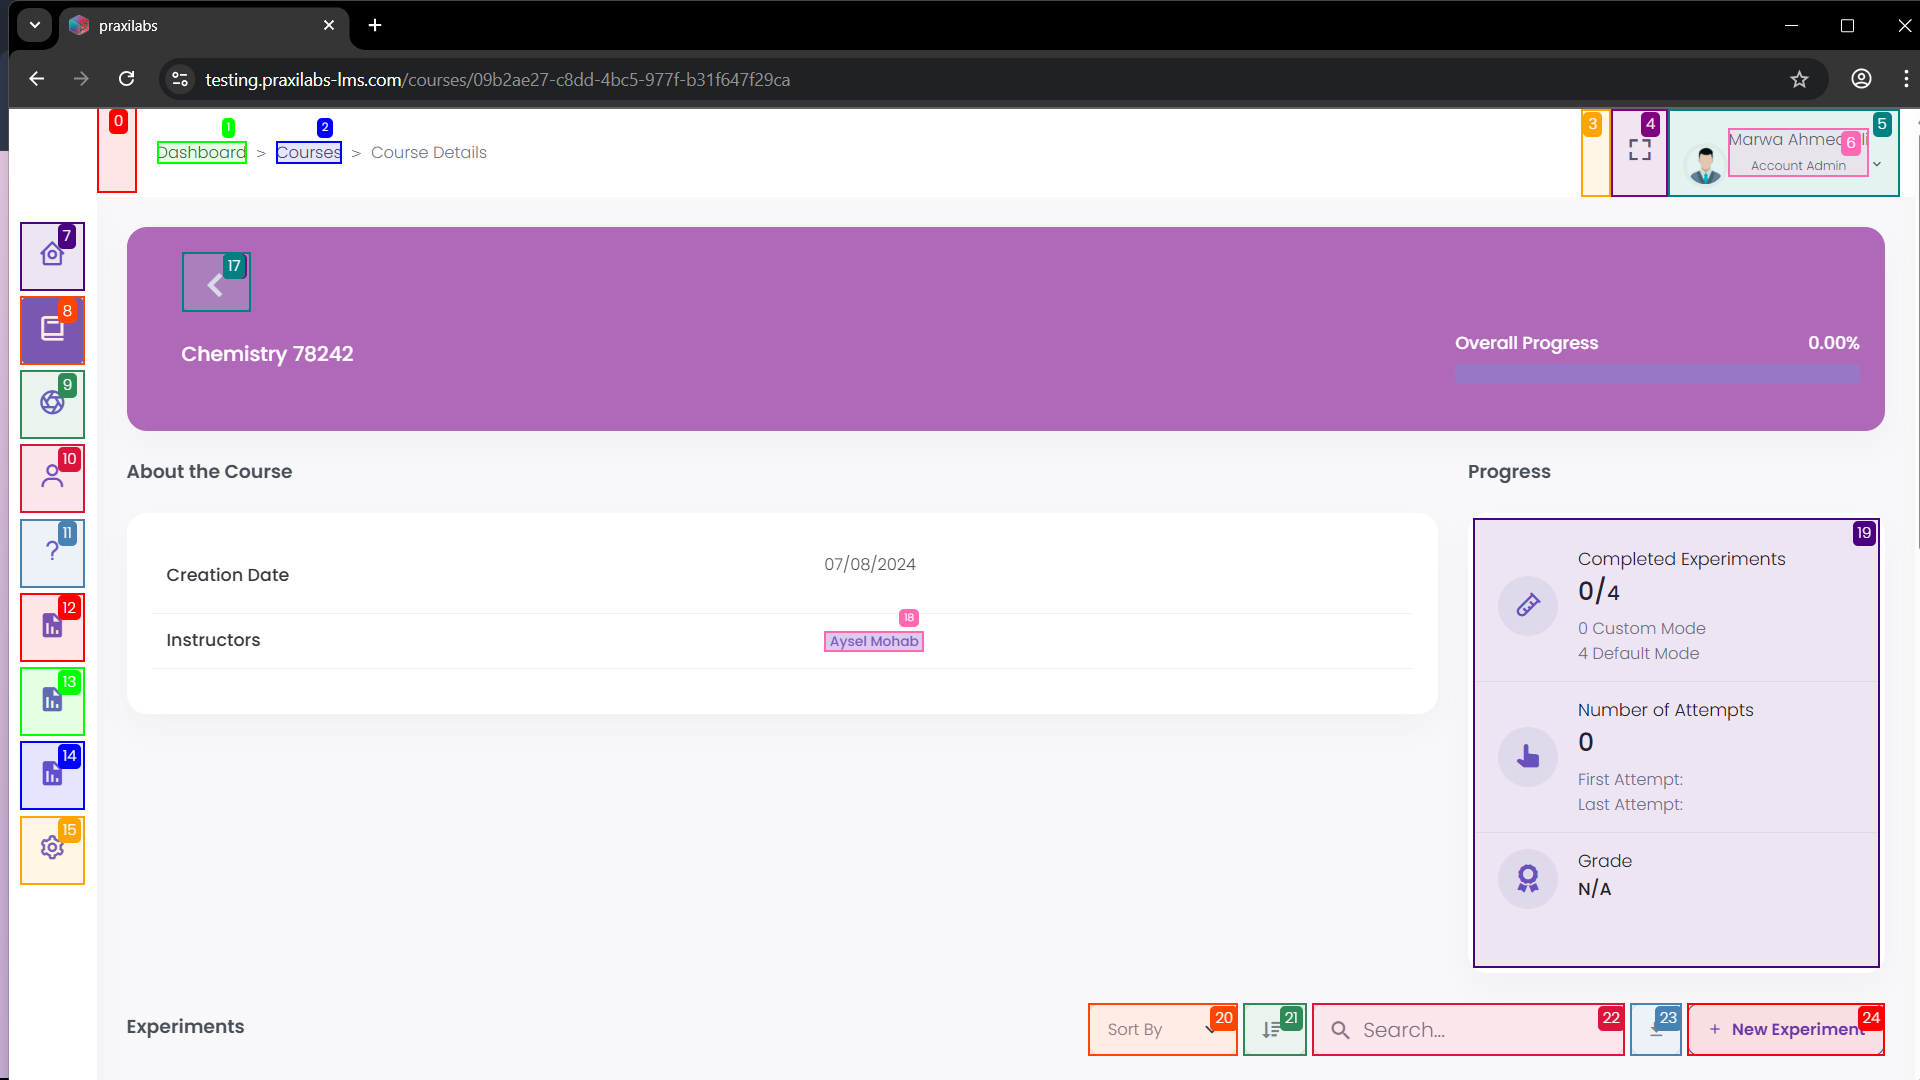 praxilabs
testing.praxilabs-lms.com/courses/09b2ae27-c8dd-4bc5-977f-b31f647f29ca
0
1
2
3
4
5
Dashboard > Courses > Course Details
Marwa Ahmed
6
Account Admin
7
8
9
10
11
12
13
14
15
17
Chemistry 78242
Overall Progress 0.00%
About the Course
Progress
Creation Date 07/08/2024
18
Instructors Aysel Mohab
19
Completed Experiments
0/4
0 Custom Mode
4 Default Mode
Number of Attempts
0
First Attempt:
Last Attempt:
Grade
N/A
Experiments
Sort By 20
21
Search... 22
23
+ New Experiment 24